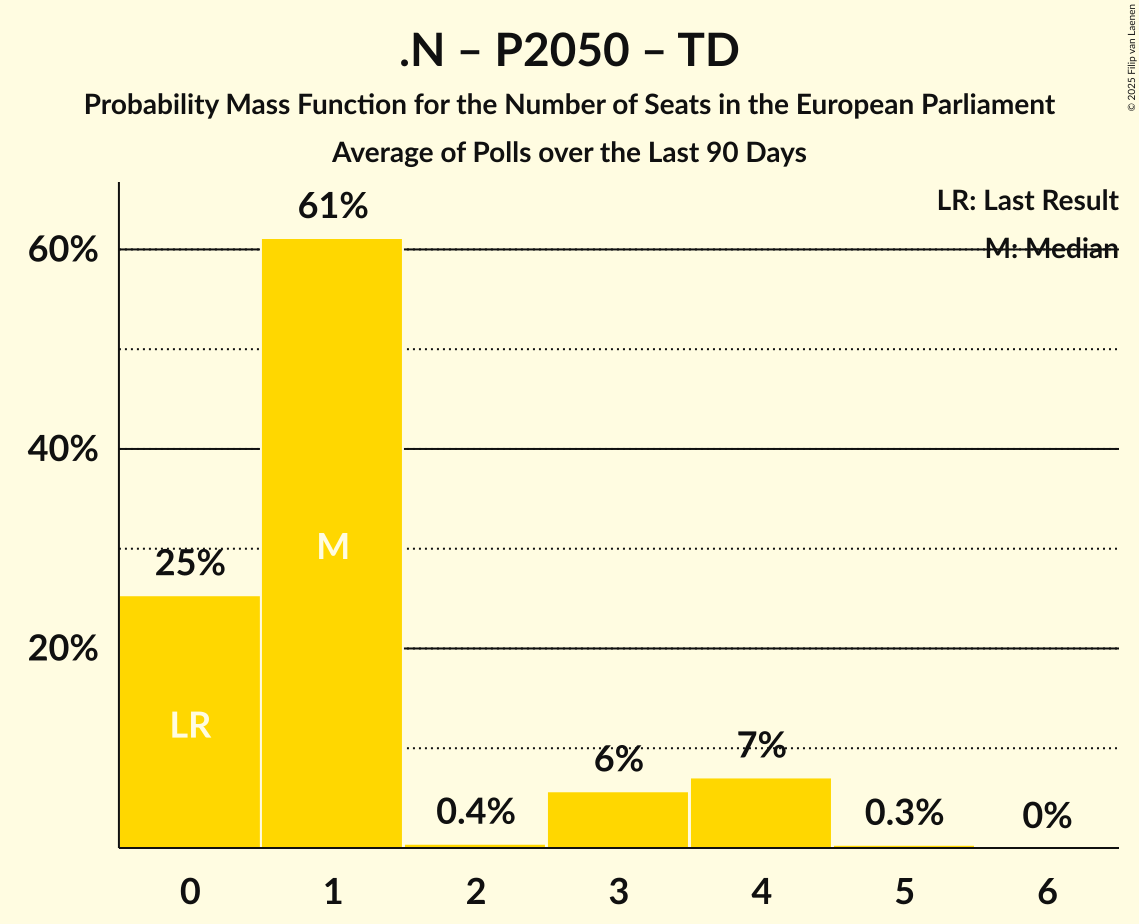 .N – P2050 – TD
Probability Mass Function for the Number of Seats in the European Parliament
Average of Polls over the Last 90 Days
© 2025 Filip van Laenen
LR: Last Result
M: Median
60%
40%
20%
25%
61%
0.4%
6%
7%
0.3%
0%
LR
M
0 1 2 3 4 5 6